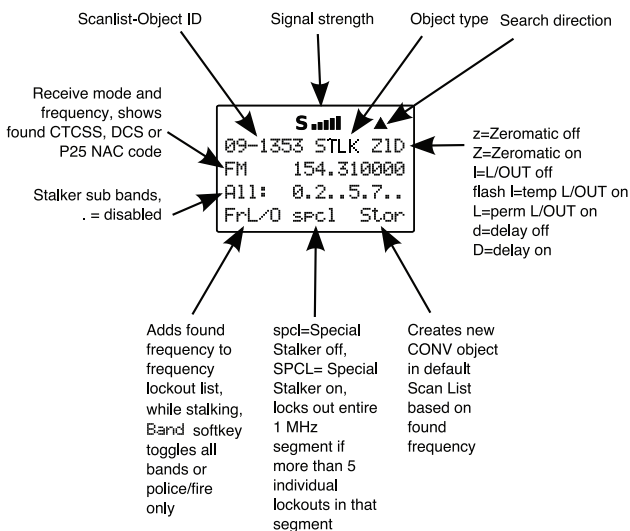 Scanlist-Object ID
Signal strength
Object type
Search direction
Receive mode and
frequency, shows
found CTCSS, DCS or
P25 NAC code
Stalker sub bands,
. = disabled
S
09-1353 STLK ZlD
FM 154.310000
All: 0.2..5.7..
FrL/O spcl Stor
z=Zeromatic off
Z=Zeromatic on
l=L/OUT off
flash l=temp L/OUT on
L=perm L/OUT on
d=delay off
D=delay on
Adds found
frequency to
frequency
lockout list,
while stalking,
Band softkey
toggles all
bands or
police/fire
only
spcl=Special
Stalker off,
SPCL= Special
Stalker on,
locks out entire
1 MHz
segment if
more than 5
individual
lockouts in that
segment
Creates new
CONV object
in default
Scan List
based on
found
frequency